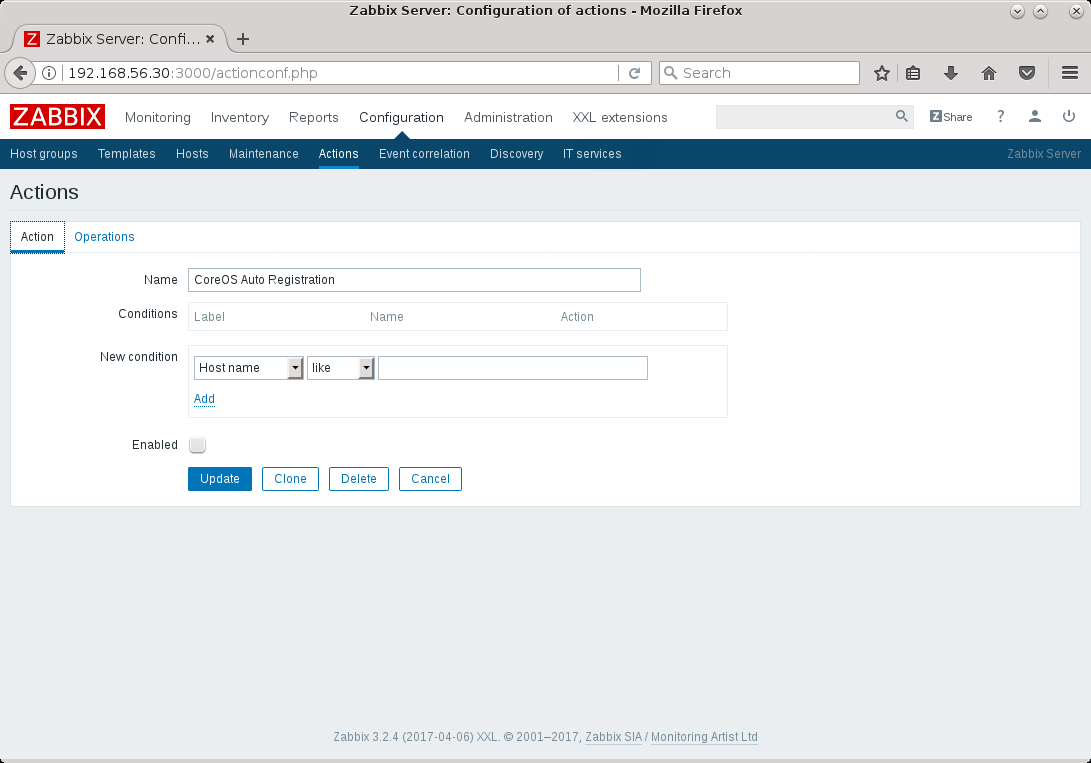 Zabbix Server: Configuration of actions - Mozilla Firefox
Z Zabbix Server: Confi... × +
192.168.56.30:3000/actionconf.php Search
ZABBIX Monitoring Inventory Reports Configuration Administration XXL extensions Z Share ?
Host groups Templates Hosts Maintenance Actions Event correlation Discovery IT services Zabbix Server
Actions
Action Operations
Name CoreOS Auto Registration
Conditions Label Name Action
New condition Host name like
Add
Enabled
Update Clone Delete Cancel
Zabbix 3.2.4 (2017-04-06) XXL. © 2001–2017, Zabbix SIA / Monitoring Artist Ltd